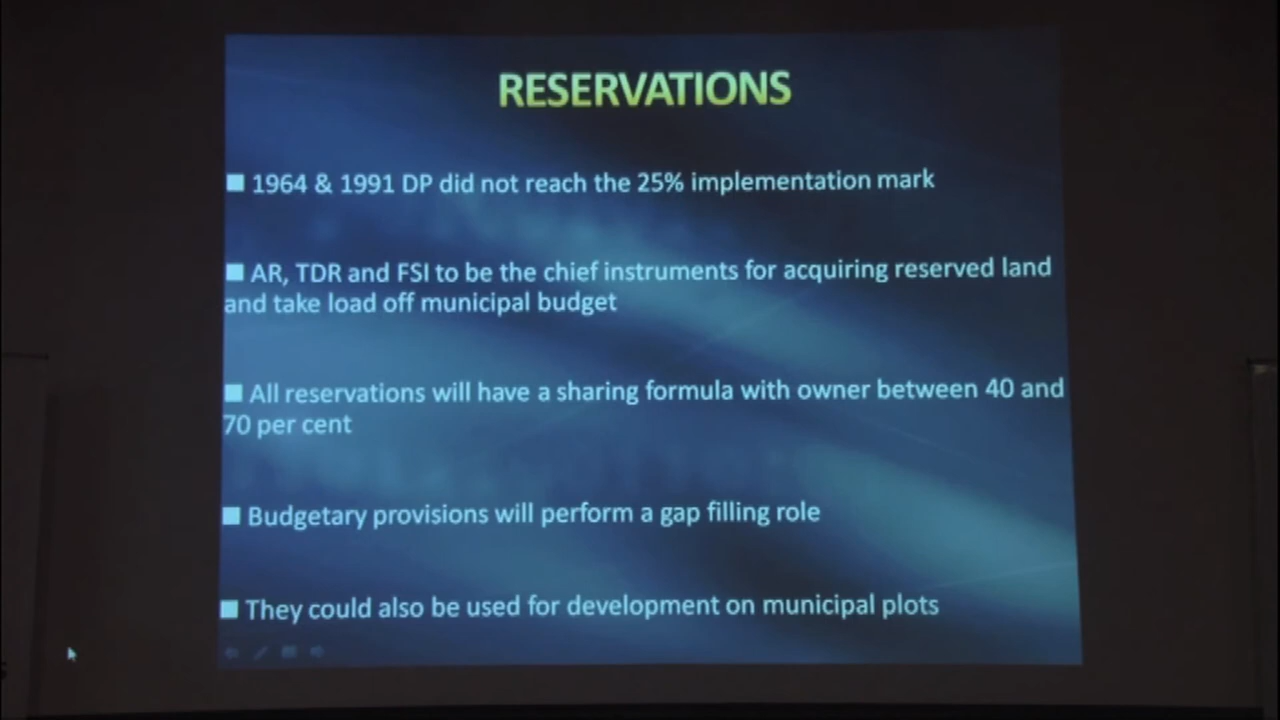 RESERVATIONS
■ 1964 & 1991 DP did not reach the 25% implementation mark
■ AR, TDR and FSI to be the chief instruments for acquiring reserved land
and take load off municipal budget
■ All reservations will have a sharing formula with owner between 40 and
70 per cent
■ Budgetary provisions will perform a gap filling role
■ They could also be used for development on municipal plots